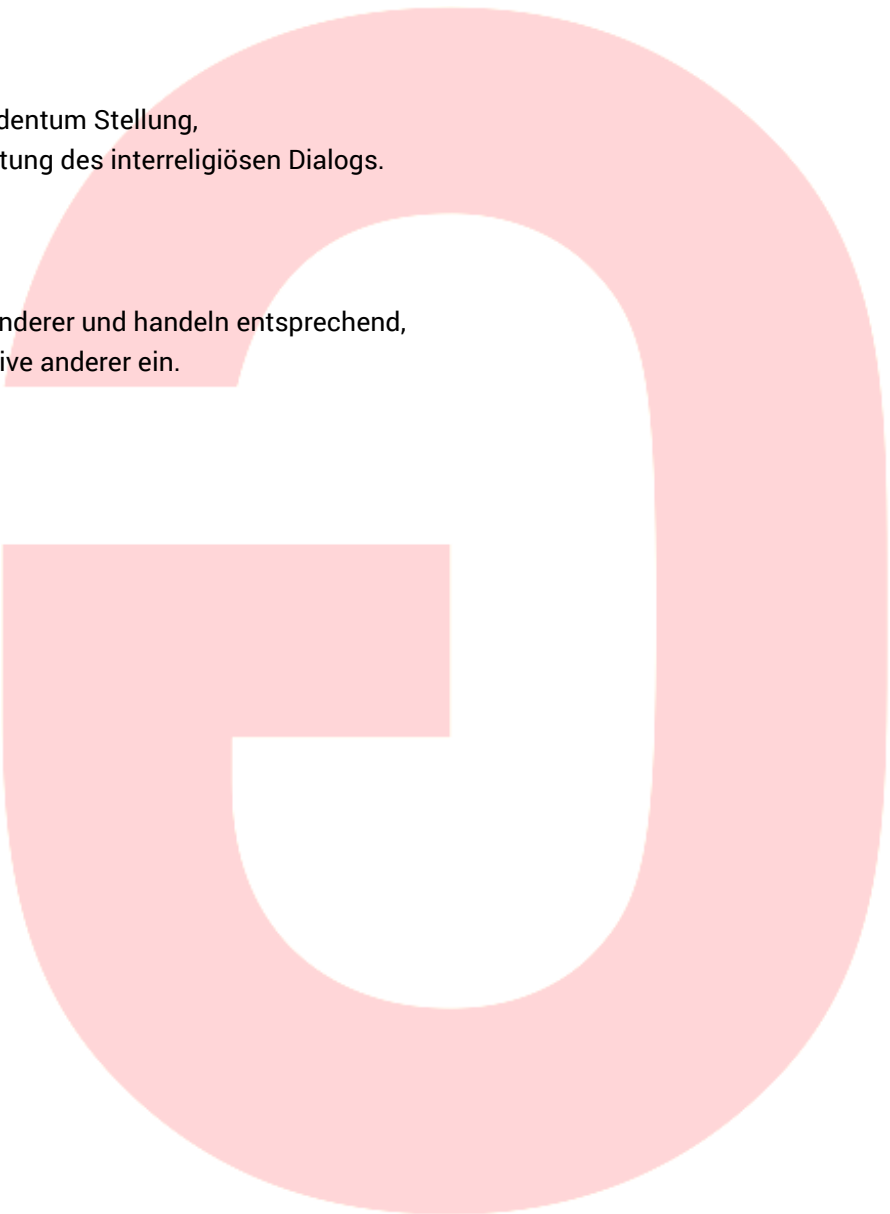 dentum Stellung,
tung des interreligiösen Dialogs.
nderer und handeln entsprechend,
ive anderer ein.